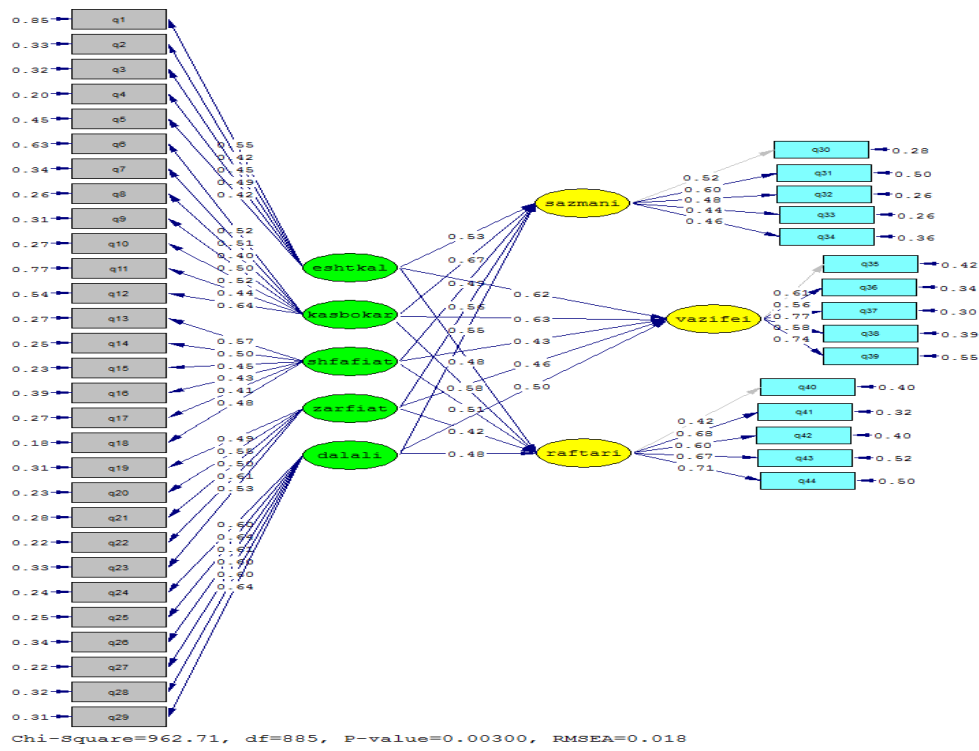 0.85 q1
0.33 q2
0.32 q3
0.20 q4
0.45 q5
0.63 q6
0.34 q7
0.26 q8
0.31 q9
0.27 q10
0.77 q11
0.54 q12
0.27 q13
0.25 q14
0.23 q15
0.39 q16
0.27 q17
0.18 q18
0.31 q19
0.23 q20
0.28 q21
0.22 q22
0.33 q23
0.24 q24
0.25 q25
0.34 q26
0.22 q27
0.32 q28
0.31 q29
0.55
0.42
0.45
0.49
0.42
0.52
0.51
0.40
0.50
0.52
0.44
0.64
0.57
0.50
0.45
0.43
0.41
0.48
0.49
0.58
0.50
0.61
0.53
0.60
0.64
0.61
0.60
0.64
eshtkal
kasbokar
shfafiat
zarfiat
dalali
0.53
0.67
0.49
0.56
0.55
0.62
0.63
0.43
0.46
0.50
0.48
0.58
0.51
0.42
0.48
sazmani
vazifei
raftari
0.52
0.60
0.48
0.44
0.46
q30 0.28
q31 0.50
q32 0.26
q33 0.26
q34 0.36
0.61
0.56
0.77
0.58
0.74
q35 0.42
q36 0.34
q37 0.30
q38 0.39
q39 0.55
0.42
0.68
0.60
0.67
0.71
q40 0.40
q41 0.32
q42 0.40
q43 0.52
q44 0.50
Chi-Square=962.71, df=885, P-value=0.00300, RMSEA=0.018